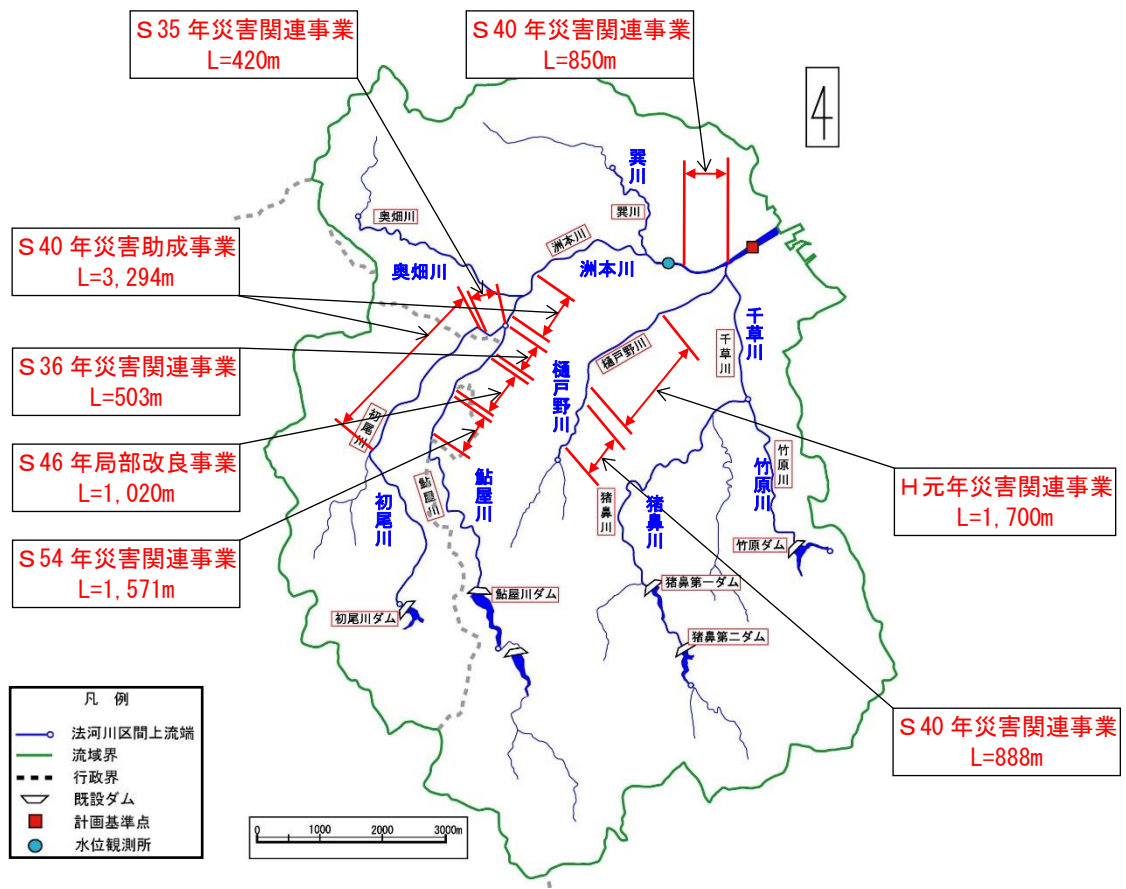 S35年災害関連事業
L=420m
S40年災害関連事業
L=850m
4
巽川
巽川
奥畑川
洲本川
S40年災害助成事業
L=3,294m
奥畑川
洲本川
千草川
S36年災害関連事業
L=503m
樋戸野川
樋戸野川
千草川
初尾川
S46年局部改良事業
L=1,020m
鮎屋川
鮎屋川
初尾川
猪鼻川
猪鼻川
竹原川
竹原川
H元年災害関連事業
L=1,700m
S54年災害関連事業
L=1,571m
竹原ダム
鮎屋川ダム
猪鼻第一ダム
初尾川ダム
猪鼻第二ダム
S40年災害関連事業
L=888m
凡 例
法河川区間上流端
流域界
行政界
既設ダム
計画基準点
水位観測所
0 1000 2000 3000m